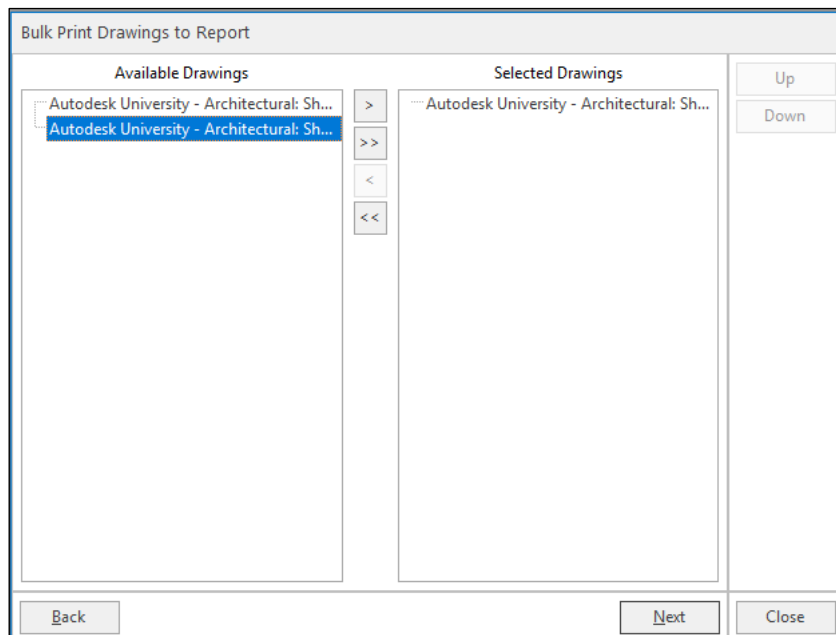 Bulk Print Drawings to Report
Available Drawings
Autodesk University - Architectural: Sh...
Autodesk University - Architectural: Sh...
>
>>
<
<<
Selected Drawings
Autodesk University - Architectural: Sh...
Up
Down
Back
Next
Close